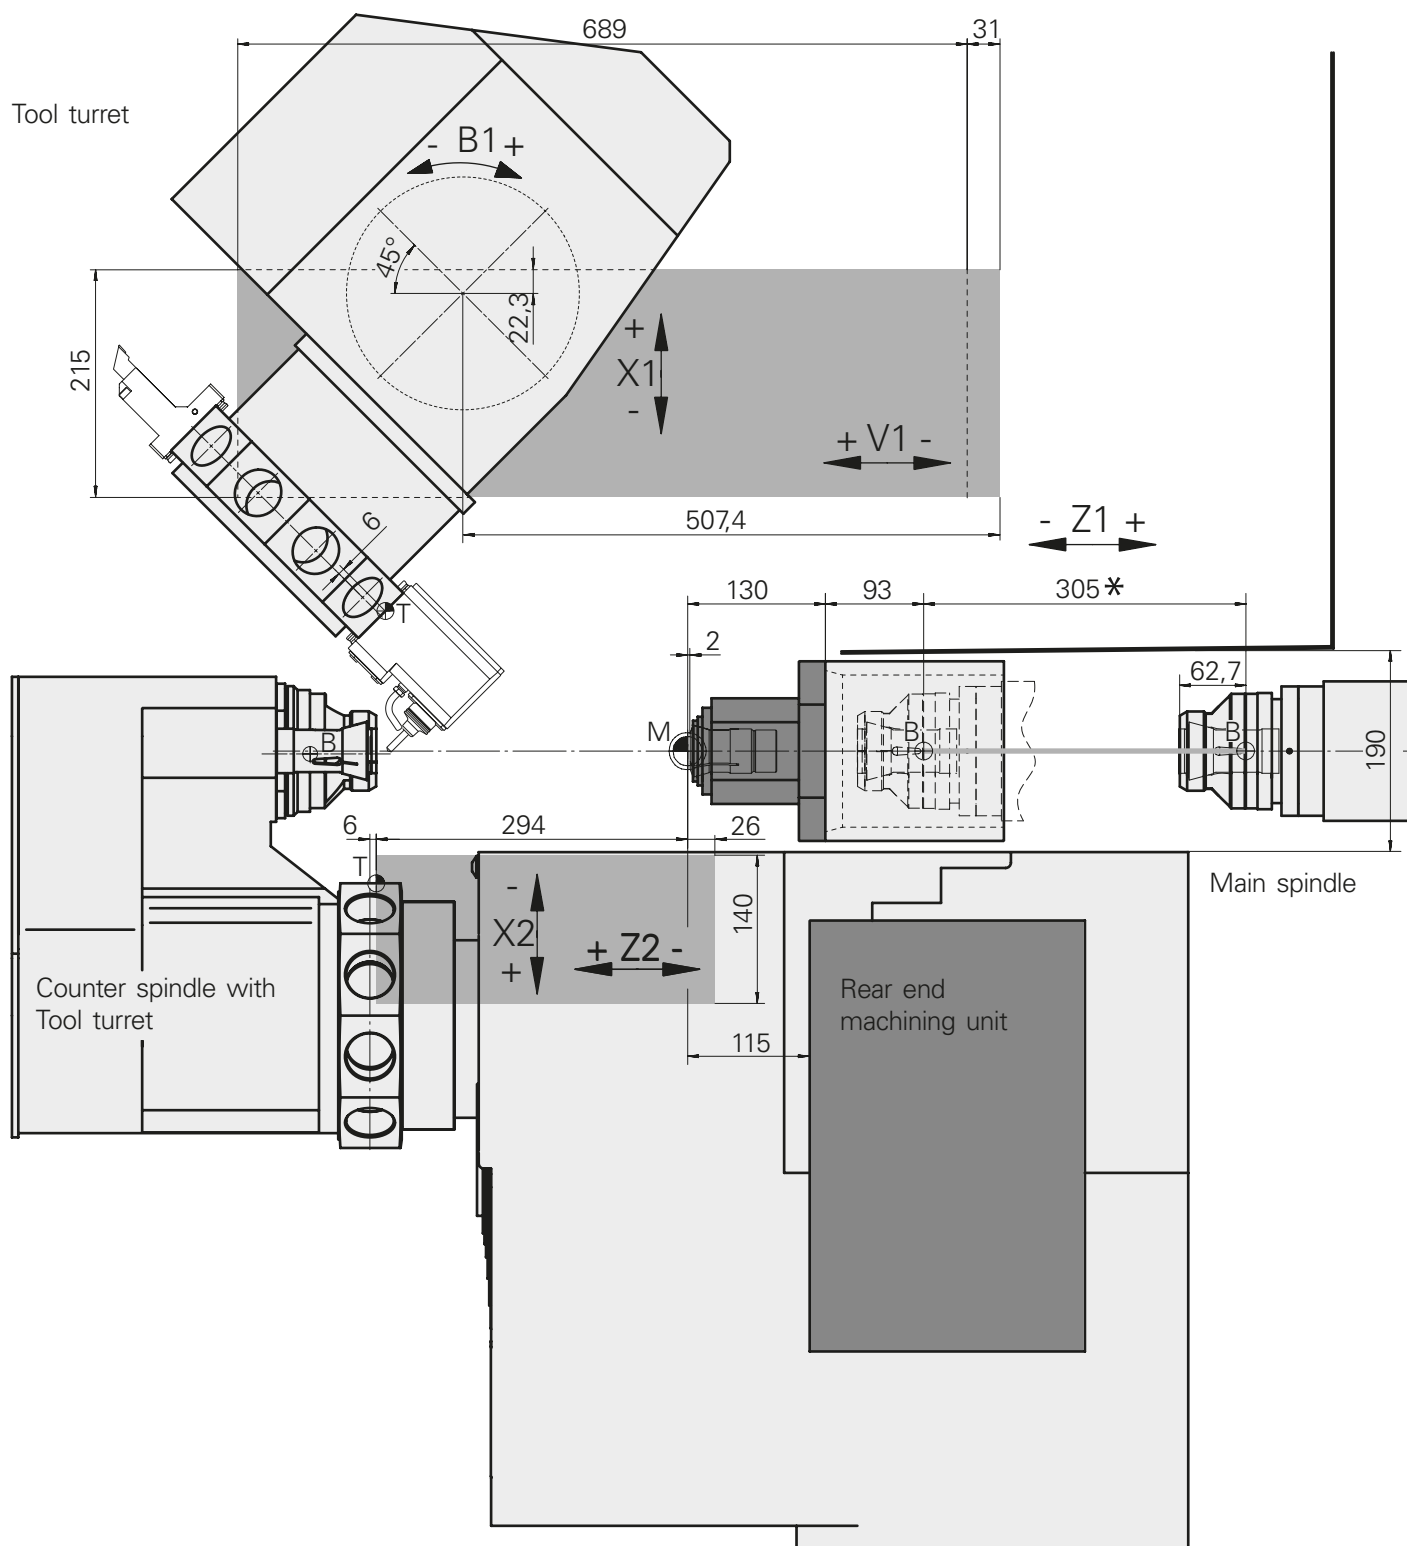 689
31
Tool turret
- B1 +
45°
22,3
215
+
X1
-
+ V1 -
507,4
6
- Z1 +
130
93
305*
T
2
62,7
M
B
B
B
190
6
294
26
T
-
X2
+
+ Z2 -
140
Main spindle
Counter spindle with
Tool turret
Rear end
machining unit
115